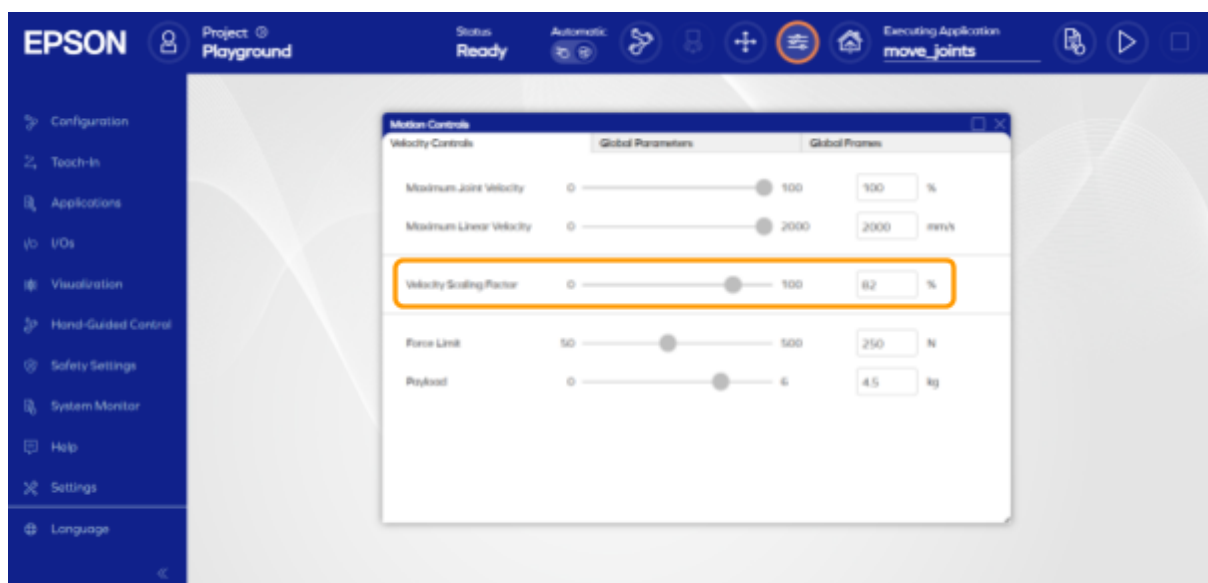 EPSON
Project
Playground
Status
Ready
Automatic
Executing Application
move_joints
Configuration
Teach-In
Applications
I/O I/Os
Visualization
Hand-Guided Control
Safety Settings
System Monitor
Help
Settings
Language
Motion Controls
Velocity Controls Global Parameters Global Frames
Maximum Joint Velocity 0 100 100 %
Maximum Linear Velocity 0 2000 2000 mm/s
Velocity Scaling Factor 0 100 82 %
Force Limit 50 500 250 N
Payload 0 6 4.5 kg